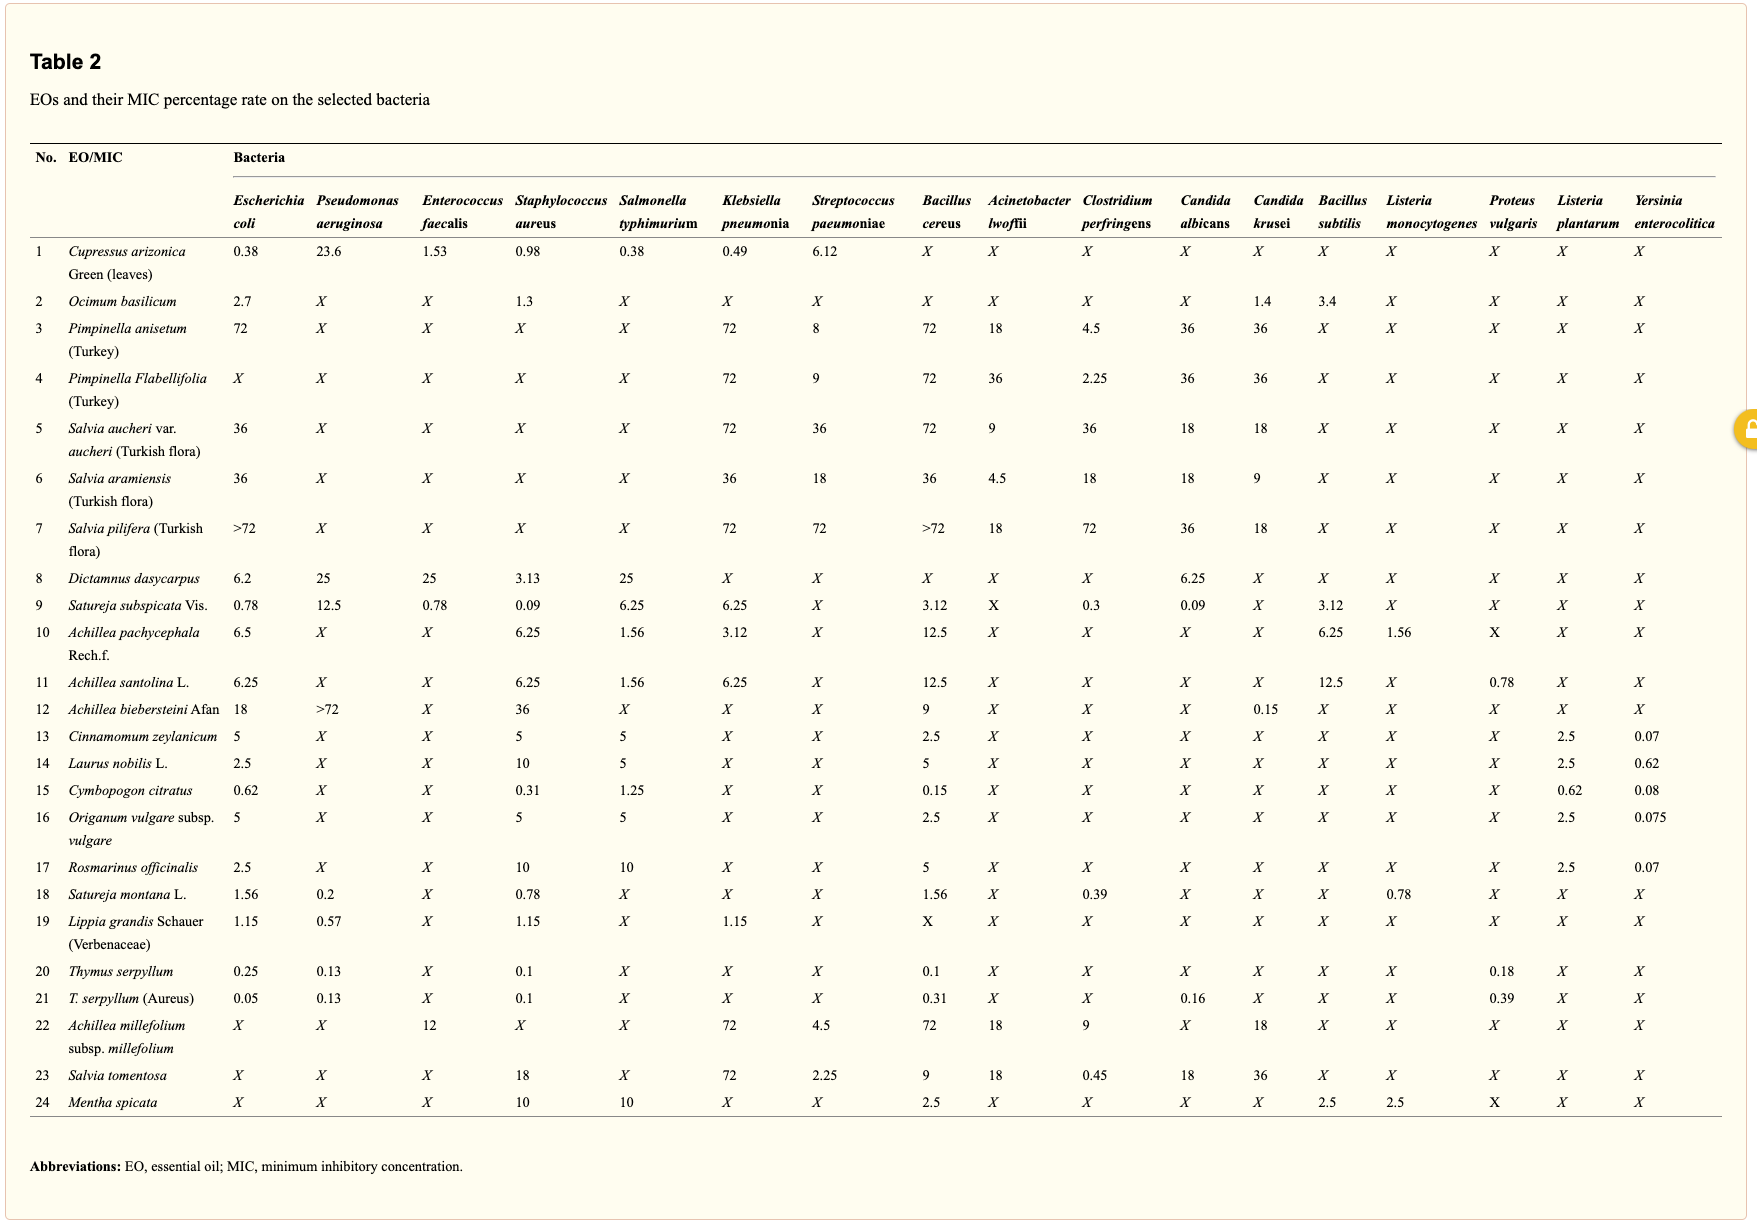 Table 2
EOs and their MIC percentage rate on the selected bacteria
No. EO/MIC Bacteria
Escherichia Pseudomonas Enterococcus Staphylococcus Salmonella Klebsiella Streptococcus Bacillus Acinetobacter Clostridium Candida Candida Bacillus Listeria Proteus Listeria Yersinia
coli aeruginosa faecalis aureus typhimurium pneumonia paeumoniae cereus lwoffii perfringens albicans krusei subtilis monocytogenes vulgaris plantarum enterocolitica
1 Cupressus arizonica 0.38 23.6 1.53 0.98 0.38 0.49 6.12 X X X X X X X X X X
Green (leaves)
2 Ocimum basilicum 2.7 X X 1.3 X X X X X X X 1.4 3.4 X X X X
3 Pimpinella anisetum 72 X X X X 72 8 72 18 4.5 36 36 X X X X X
(Turkey)
4 Pimpinella Flabellifolia X X X X X 72 9 72 36 2.25 36 36 X X X X X
(Turkey)
5 Salvia aucheri var. 36 X X X X 72 36 72 9 36 18 18 X X X X X
aucheri (Turkish flora)
6 Salvia aramiensis 36 X X X X 36 18 36 4.5 18 18 9 X X X X X
(Turkish flora)
7 Salvia pilifera (Turkish >72 X X X X 72 72 >72 18 72 36 18 X X X X X
flora)
8 Dictamnus dasycarpus 6.2 25 25 3.13 25 X X X X X 6.25 X X X X X X
9 Satureja subspicata Vis. 0.78 12.5 0.78 0.09 6.25 6.25 X 3.12 X 0.3 0.09 X 3.12 X X X X
10 Achillea pachycephala 6.5 X X 6.25 1.56 3.12 X 12.5 X X X X 6.25 1.56 X X X
Rech.f.
11 Achillea santolina L. 6.25 X X 6.25 1.56 6.25 X 12.5 X X X X 12.5 X 0.78 X X
12 Achillea biebersteini Afan 18 >72 X 36 X X X 9 X X X 0.15 X X X X X
13 Cinnamomum zeylanicum 5 X X 5 5 X X 2.5 X X X X X X X 2.5 0.07
14 Laurus nobilis L. 2.5 X X 10 5 X X 5 X X X X X X X 2.5 0.62
15 Cymbopogon citratus 0.62 X X 0.31 1.25 X X 0.15 X X X X X X X 0.62 0.08
16 Origanum vulgare subsp. 5 X X 5 5 X X 2.5 X X X X X X X 2.5 0.075
vulgare
17 Rosmarinus officinalis 2.5 X X 10 10 X X 5 X X X X X X X 2.5 0.07
18 Satureja montana L. 1.56 0.2 X 0.78 X X X 1.56 X 0.39 X X X 0.78 X X X
19 Lippia grandis Schauer 1.15 0.57 X 1.15 X 1.15 X X X X X X X X X X X
(Verbenaceae)
20 Thymus serpyllum 0.25 0.13 X 0.1 X X X 0.1 X X X X X X 0.18 X X
21 T. serpyllum (Aureus) 0.05 0.13 X 0.1 X X X 0.31 X X 0.16 X X X 0.39 X X
22 Achillea millefolium X X 12 X X 72 4.5 72 18 9 X 18 X X X X X
subsp. millefolium
23 Salvia tomentosa X X X 18 X 72 2.25 9 18 0.45 18 36 X X X X X
24 Mentha spicata X X X 10 10 X X 2.5 X X X X 2.5 2.5 X X X
Abbreviations: EO, essential oil; MIC, minimum inhibitory concentration.